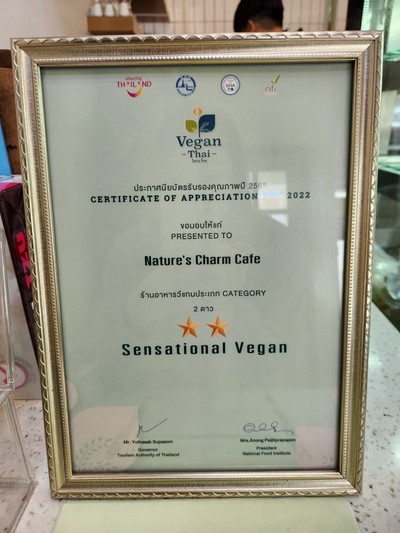 amazing
THAILAND
nfi
Vegan
- Thai -
ประกาศนียบัตรรับรองคุณภาพปี 2565
CERTIFICATE OF APPRECIATION 2022
ขอมอบให้แก่
PRESENTED TO
Nature's Charm Cafe
ร้านอาหารวีแกนประเภท CATEGORY
2 ดาว
Sensational Vegan
Mr. Yuthasak Supasorn
Governor
Tourism Authority of Thailand
Mrs.Anong Paijitprapapon
President
National Food Institute